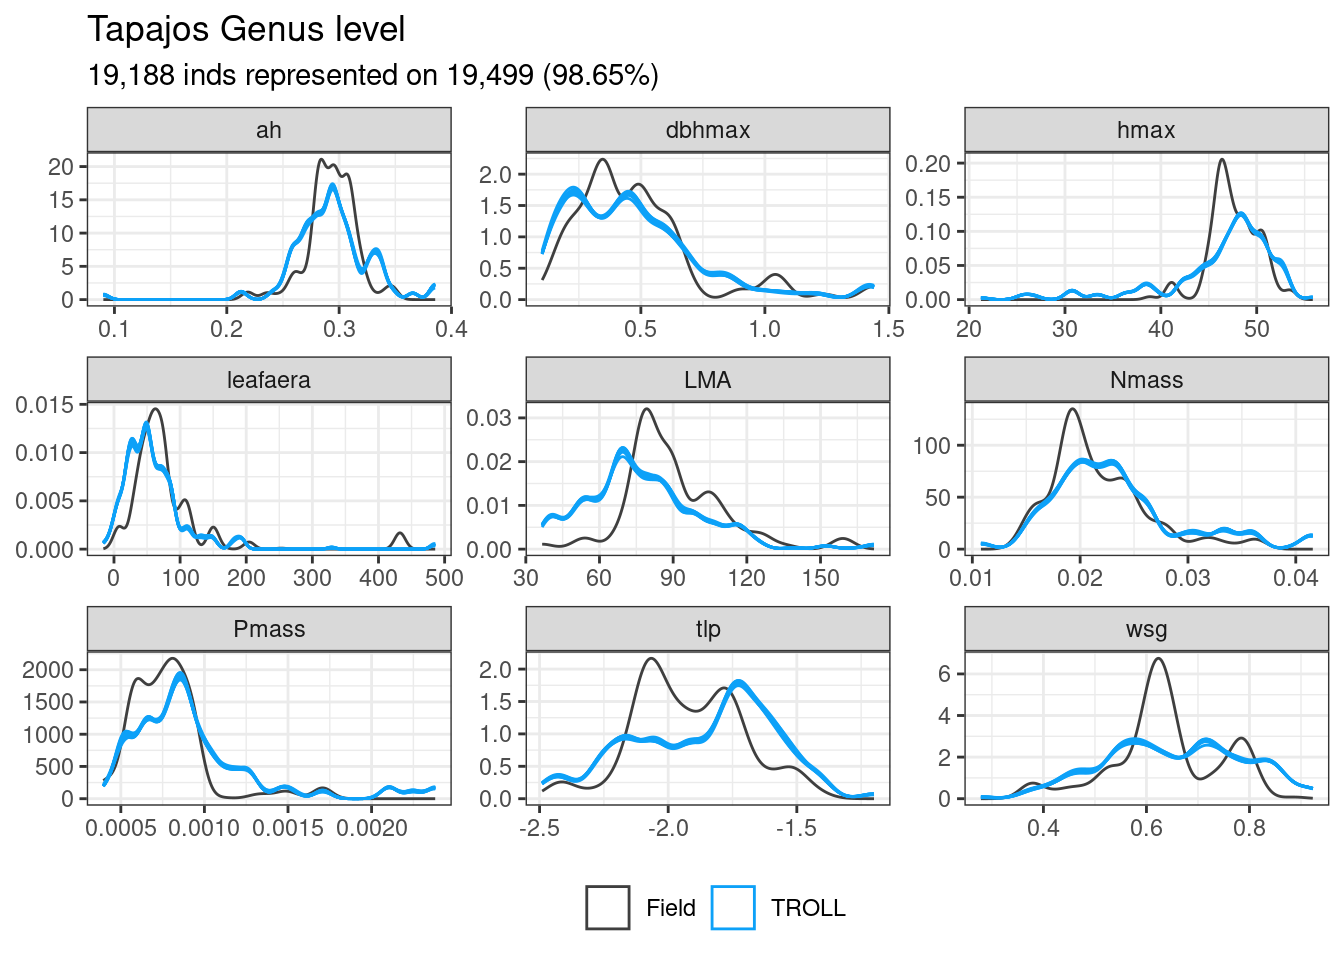 Tapajos Genus level
19,188 inds represented on 19,499 (98.65%)
ah
dbhmax
hmax
20
15
10
5
0
0.1 0.2 0.3 0.4
2.0
1.5
1.0
0.5
0.0
0.5 1.0 1.5
0.20
0.15
0.10
0.05
0.00
20 30 40 50
leafaera
LMA
Nmass
0.015
0.010
0.005
0.000
0 100 200 300 400 500
0.03
0.02
0.01
0.00
30 60 90 120 150
100
50
0
0.01 0.02 0.03 0.04
Pmass
tlp
wsg
2000
1500
1000
500
0
0.0005 0.0010 0.0015 0.0020
2.0
1.5
1.0
0.5
0.0
-2.5 -2.0 -1.5
6
4
2
0
0.4 0.6 0.8
Field TROLL